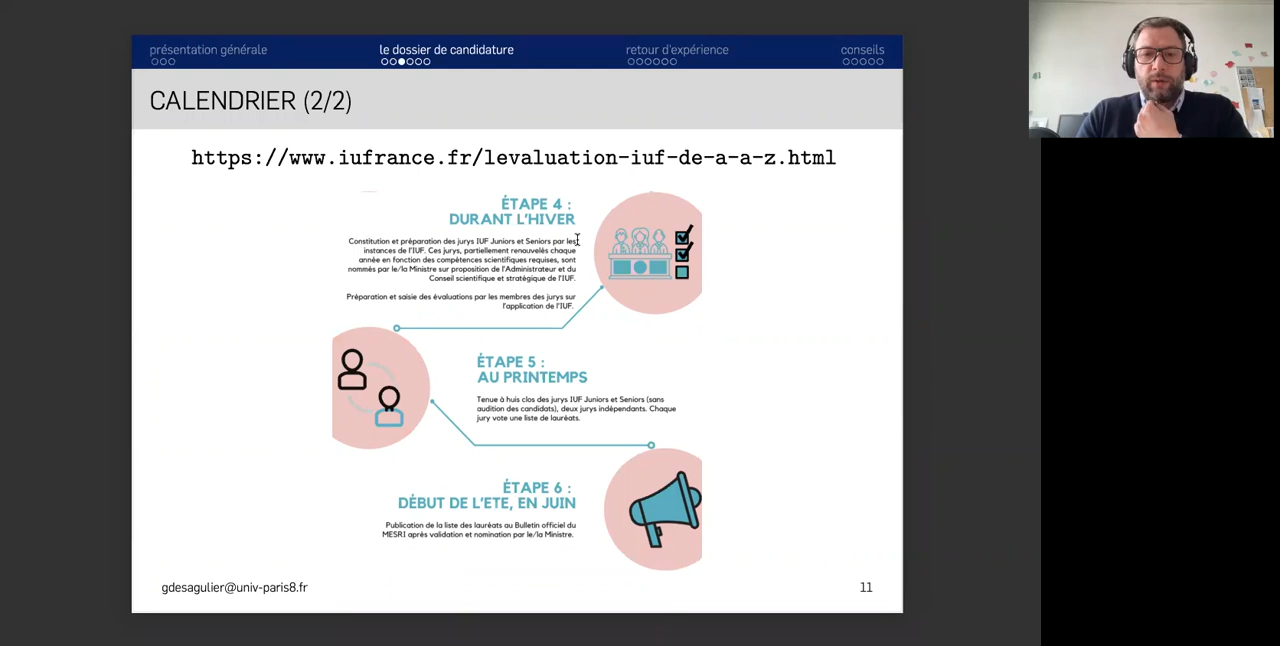 présentation générale
le dossier de candidature
retour d'expérience
conseils
CALENDRIER (2/2)
https://www.iufrance.fr/levaluation-iuf-de-a-a-z.html
ÉTAPE 4 :
DURANT L'HIVER
Constitution et préparation des jurys IUF Juniors et Seniors par les
instances de l'IUF. Ces jurys, partiellement renouvelés chaque
année en fonction des compétences scientifiques requises, sont
nommés par le/la Ministre sur proposition de l'Administrateur et du
Conseil scientifique et stratégique de l'IUF.
Préparation et saisie des évaluations par les membres des jurys sur
l'application de l'IUF.
ÉTAPE 5 :
AU PRINTEMPS
Tenue à huis clos des jurys IUF Juniors et Seniors (sans
audition des candidats), deux jurys indépendants. Chaque
jury vote une liste de lauréats.
ÉTAPE 6 :
DÉBUT DE L'ETE, EN JUIN
Publication de la liste des lauréats au Bulletin officiel du
MESRI après validation et nomination par le/la Ministre.
gdesagulier@univ-paris8.fr
11